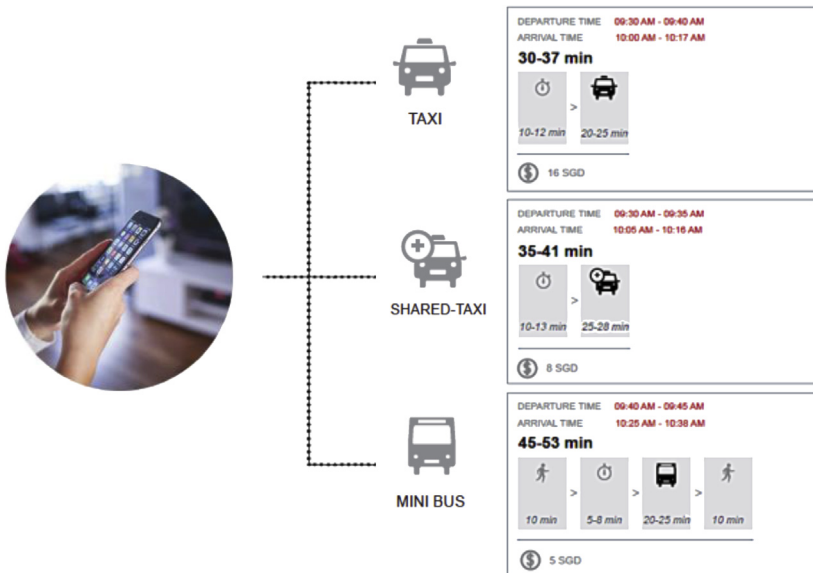 TAXI
SHARED-TAXI
MINI BUS
DEPARTURE TIME 09:30 AM - 09:40 AM
ARRIVAL TIME 10:00 AM - 10:17 AM
30-37 min
>
10-12 min 20-25 min
$ 16 SGD
DEPARTURE TIME 09:30 AM - 09:35 AM
ARRIVAL TIME 10:05 AM - 10:16 AM
35-41 min
>
10-13 min 25-28 min
$ 8 SGD
DEPARTURE TIME 09:40 AM - 09:45 AM
ARRIVAL TIME 10:25 AM - 10:38 AM
45-53 min
> > >
10 min 5-8 min 20-25 min 10 min
$ 5 SGD